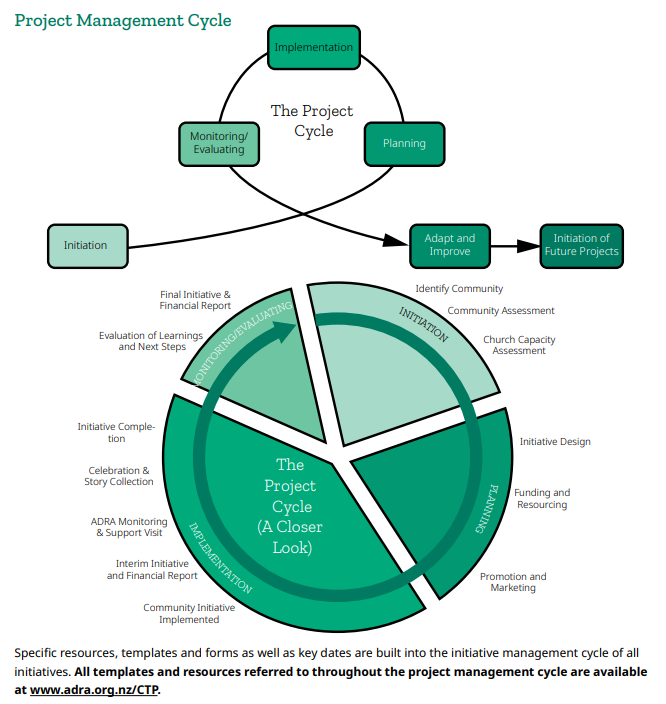 Project Management Cycle
Implementation
The Project
Cycle
Monitoring/
Evaluating
Planning
Initiation
Adapt and
Improve
Initiation of
Future Projects
Identify Community
Community Assessment
Church Capacity
Assessment
INITIATION
Initiative Design
Funding and
Resourcing
Promotion and
Marketing
PLANNING
Community Initiative
Implemented
Interim Initiative
and Financial Report
ADRA Monitoring
& Support Visit
Celebration &
Story Collection
Initiative Comple-
tion
IMPLEMENTATION
Evaluation of Learnings
and Next Steps
Final Initiative &
Financial Report
MONITORING/EVALUATING
The
Project
Cycle
(A Closer
Look)
Specific resources, templates and forms as well as key dates are built into the initiative management cycle of all
initiatives. All templates and resources referred to throughout the project management cycle are available
at www.adra.org.nz/CTP.